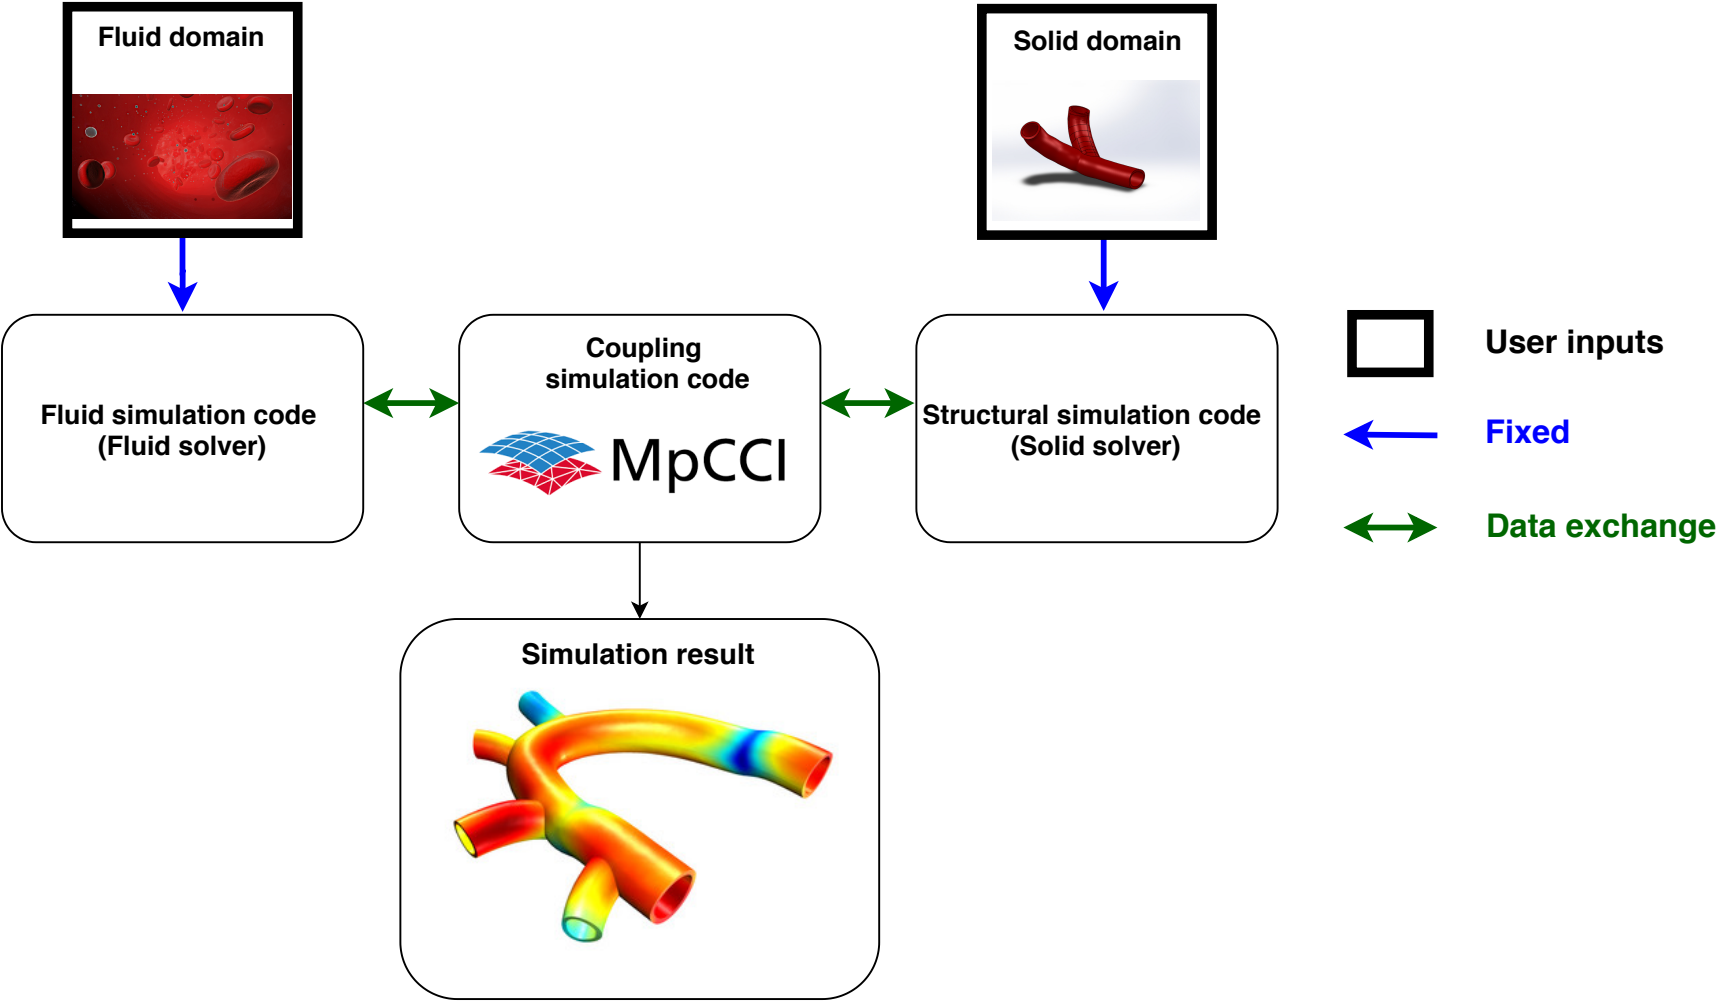 Fluid domain
Solid domain
Fluid simulation code
(Fluid solver)
Coupling
simulation code
MpCCI
Structural simulation code
(Solid solver)
User inputs
Fixed
Data exchange
Simulation result